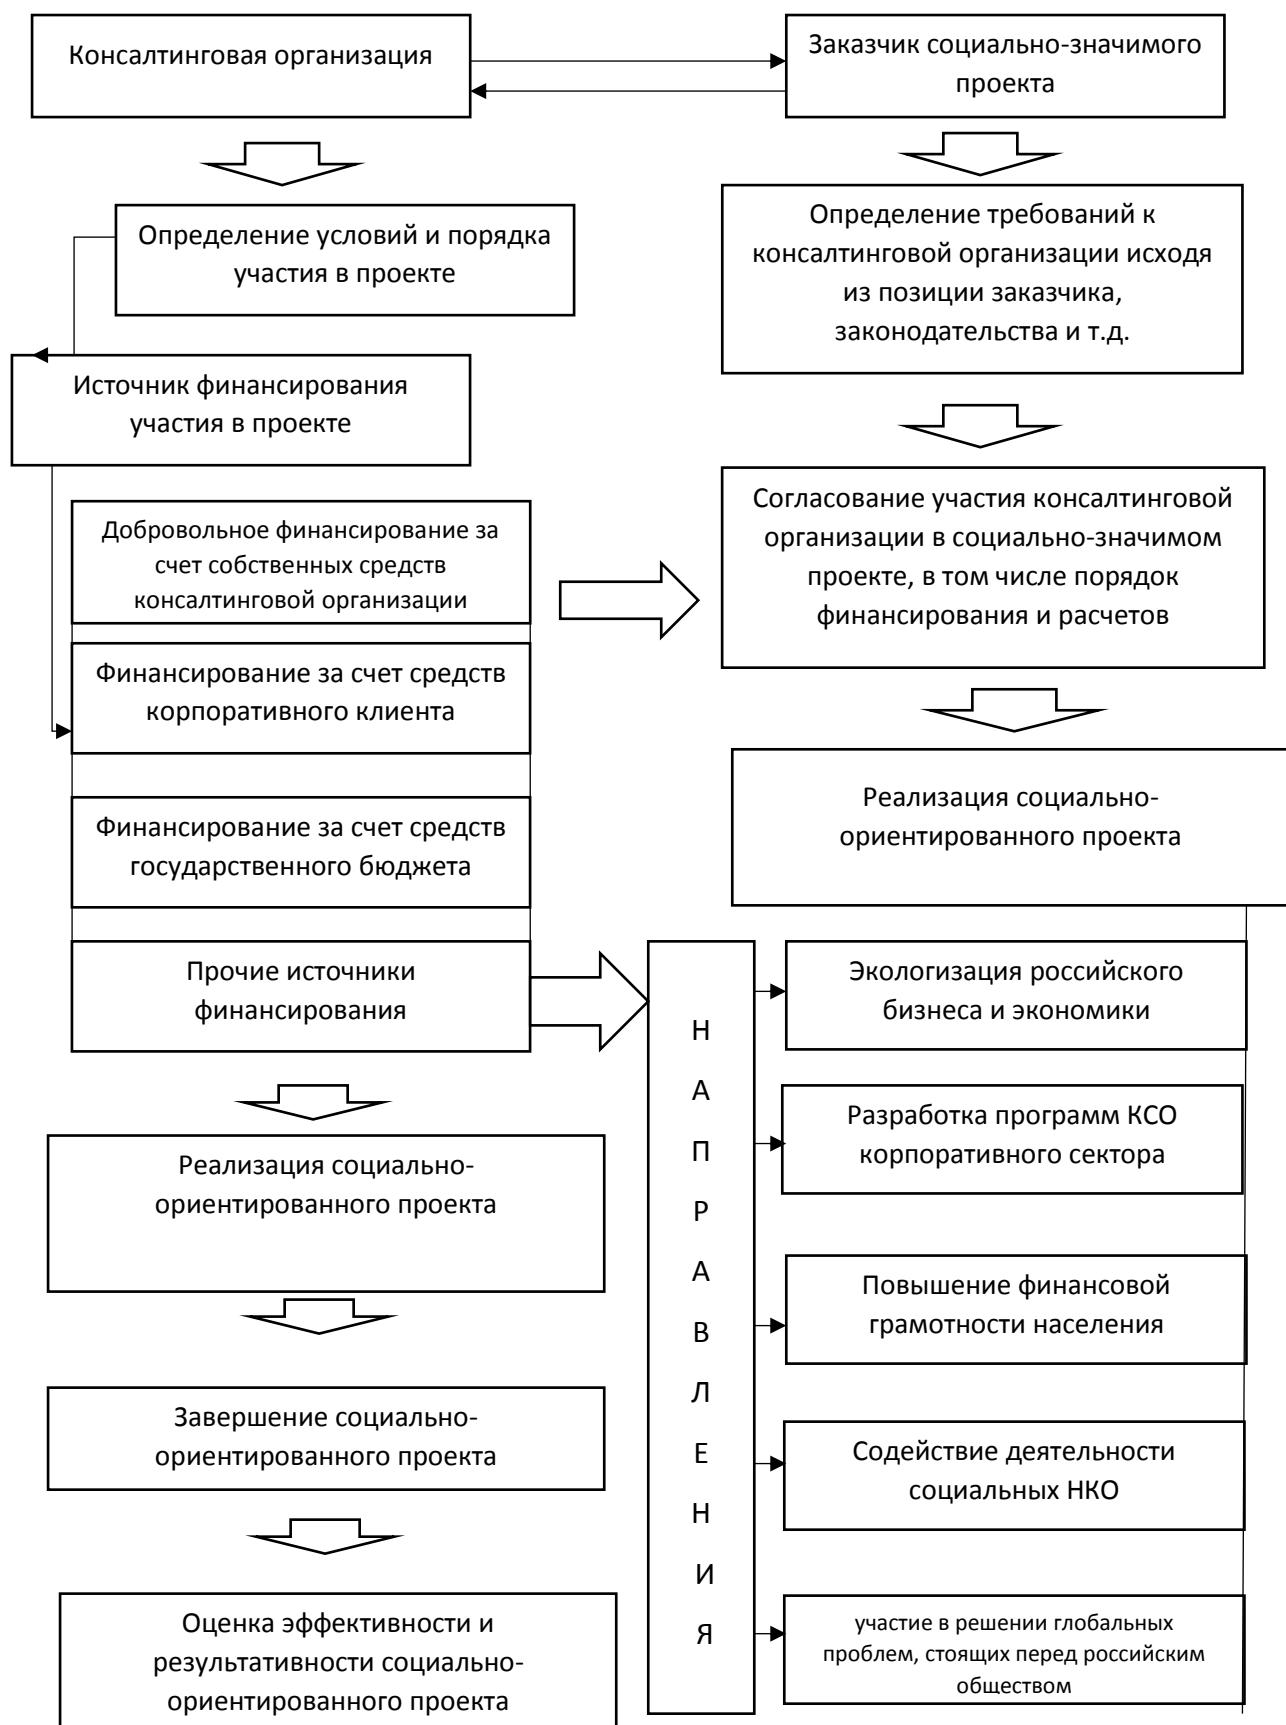 Консалтинговая организация
Заказчик социально-значимого
проекта
Определение условий и порядка
участия в проекте
Определение требований к
консалтинговой организации исходя
из позиции заказчика,
законодательства и т.д.
Источник финансирования
участия в проекте
Добровольное финансирование за
счет собственных средств
консалтинговой организации
Согласование участия консалтинговой
организации в социально-значимом
проекте, в том числе порядок
финансирования и расчетов
Финансирование за счет средств
корпоративного клиента
Финансирование за счет средств
государственного бюджета
Реализация социально-
ориентированного проекта
Прочие источники
финансирования
Н
А
П
Р
А
В
Л
Е
Н
И
Я
Экологизация российского
бизнеса и экономики
Разработка программ КСО
корпоративного сектора
Повышение финансовой
грамотности населения
Содействие деятельности
социальных НКО
участие в решении глобальных
проблем, стоящих перед российским
обществом
Реализация социально-
ориентированного проекта
Завершение социально-
ориентированного проекта
Оценка эффективности и
результативности социально-
ориентированного проекта